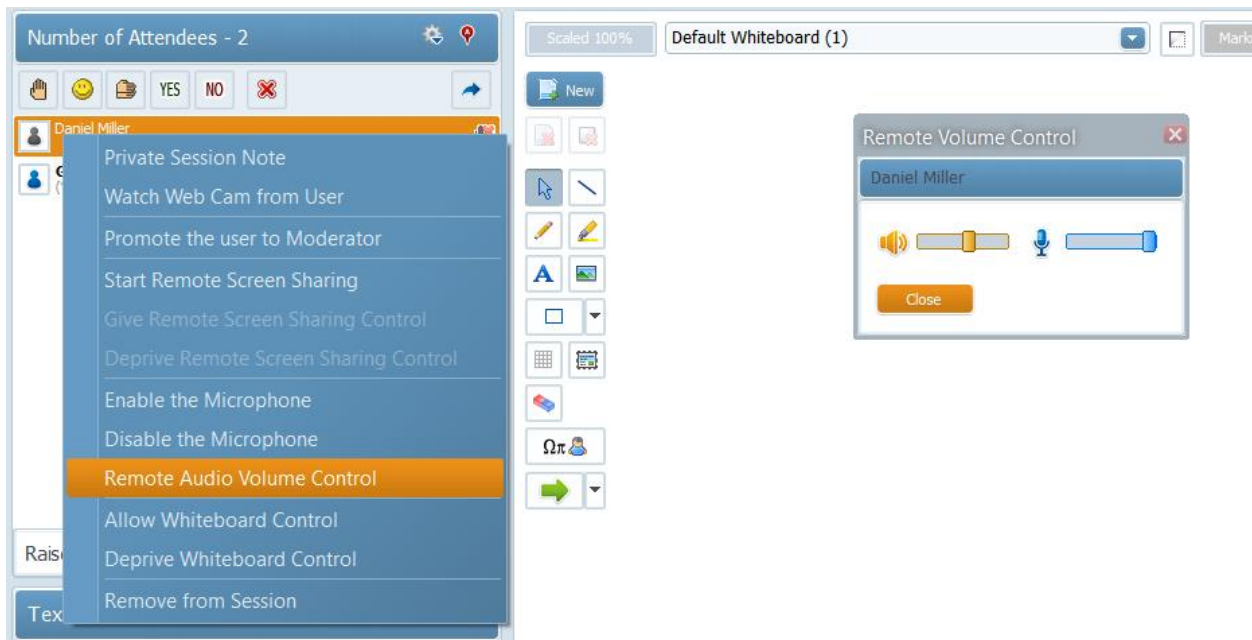 Number of Attendees - 2
YES NO
Daniel Miller
Private Session Note
Watch Web Cam from User
Promote the user to Moderator
Start Remote Screen Sharing
Give Remote Screen Sharing Control
Deprive Remote Screen Sharing Control
Enable the Microphone
Disable the Microphone
Remote Audio Volume Control
Allow Whiteboard Control
Deprive Whiteboard Control
Remove from Session
Rais
Tex
Scaled 100%
Default Whiteboard (1)
Mark
New
A
Ωπ
Remote Volume Control
Daniel Miller
Close